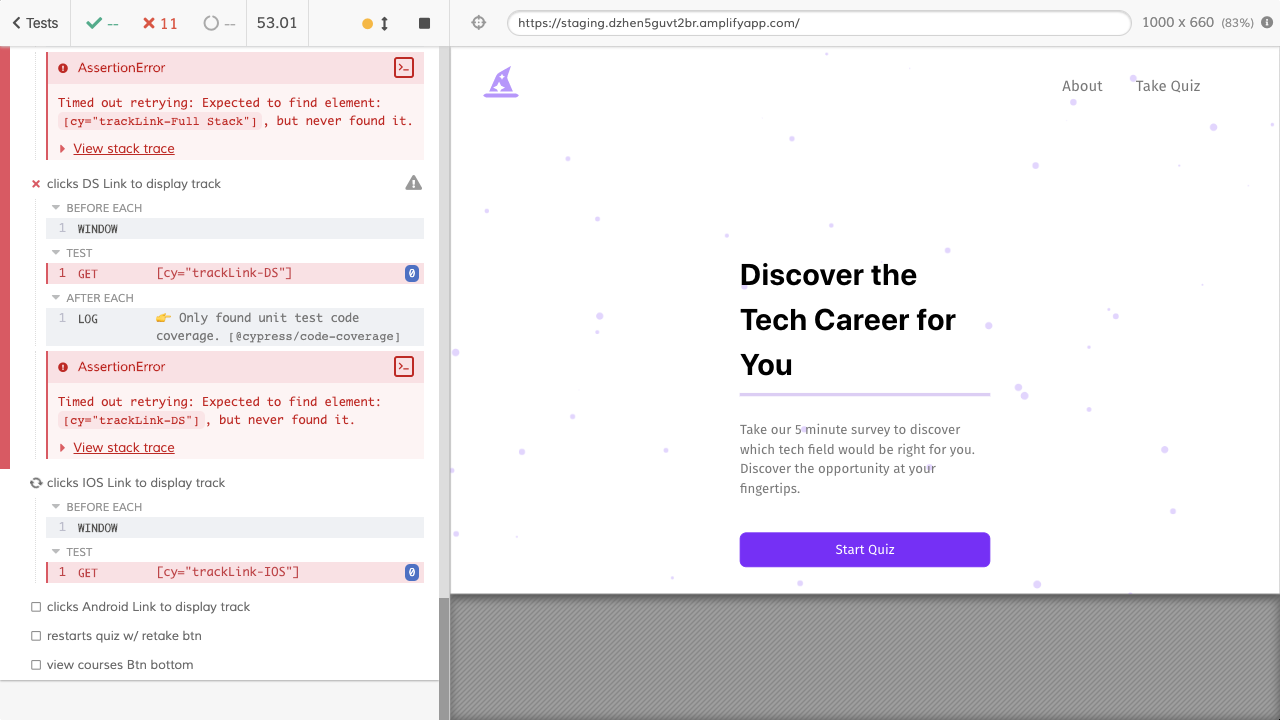 Tests
--
11
--
53.01
https://staging.dzhen5guvt2br.amplifyapp.com/
1000 x 660 (83%)
AssertionError
Timed out retrying: Expected to find element:
[cy="trackLink-Full Stack"], but never found it.
View stack trace
clicks DS Link to display track
BEFORE EACH
1 WINDOW
TEST
1 GET [cy="trackLink-DS"] 0
AFTER EACH
1 LOG 👉 Only found unit test code
coverage. [@cypress/code-coverage]
AssertionError
Timed out retrying: Expected to find element:
[cy="trackLink-DS"], but never found it.
View stack trace
clicks IOS Link to display track
BEFORE EACH
1 WINDOW
TEST
1 GET [cy="trackLink-IOS"] 0
clicks Android Link to display track
restarts quiz w/ retake btn
view courses Btn bottom
About
Take Quiz
Discover the
Tech Career for
You
Take our 5 minute survey to discover
which tech field would be right for you.
Discover the opportunity at your
fingertips.
Start Quiz